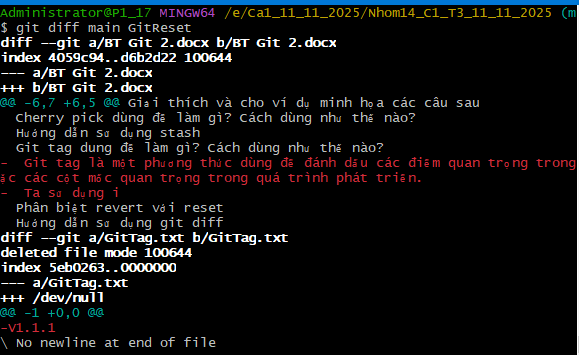 Administrator@P1_17 MINGW64 /e/Ca1_11_11_2025/Nhom14_C1_T3_11_11_2025 (m
$ git diff main GitReset
diff --git a/BT Git 2.docx b/BT Git 2.docx
index 4059c94..d6b2d22 100644
--- a/BT Git 2.docx
+++ b/BT Git 2.docx
@@ -6,7 +6,5 @@ Giải thích và cho ví dụ minh họa các câu sau
  Cherry pick dùng để làm gì? Cách dùng như thế nào?
  Hướng dẫn sử dụng stash
  Git tag dung để làm gì? Cách dùng như thế nào?
-  Git tag là một phương thức dùng để đánh dấu các điểm quan trọng trong
ặc các cột mốc quan trọng trong quá trình phát triển.
-  Ta sử dụng i
  Phân biệt revert với reset
  Hướng dẫn sử dụng git diff
diff --git a/GitTag.txt b/GitTag.txt
deleted file mode 100644
index 5eb0263..0000000
--- a/GitTag.txt
+++ /dev/null
@@ -1 +0,0 @@
-V1.1.1
\ No newline at end of file